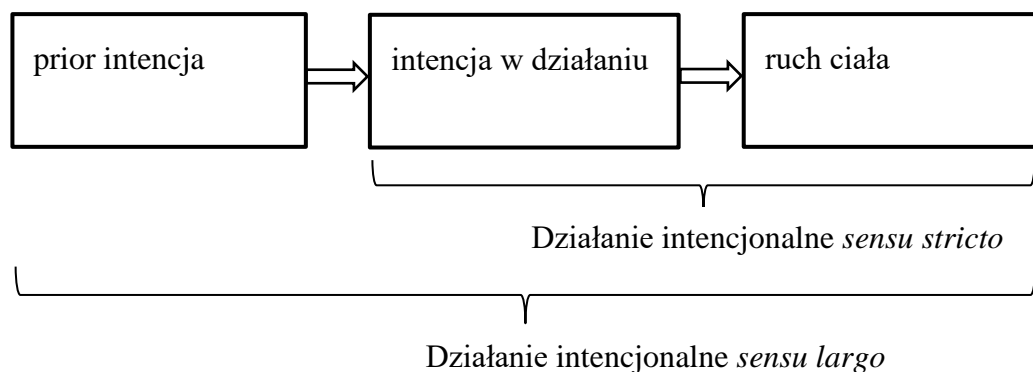 prior intencja
intencja w działaniu
ruch ciała
Działanie intencjonalne sensu stricto
Działanie intencjonalne sensu largo